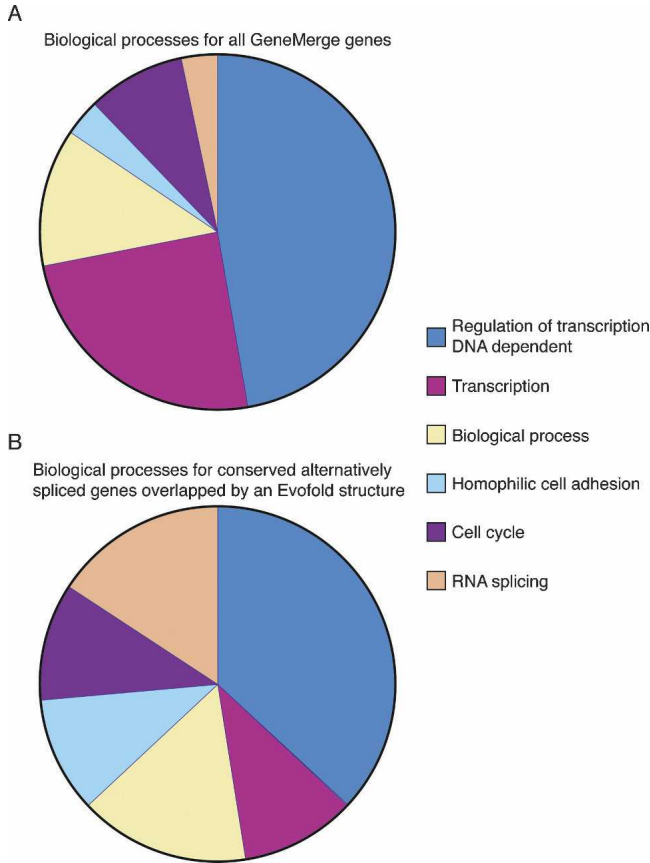 A
Biological processes for all GeneMerge genes
Regulation of transcription
DNA dependent
Transcription
Biological process
Homophilic cell adhesion
Cell cycle
RNA splicing
B
Biological processes for conserved alternatively
spliced genes overlapped by an Evofold structure